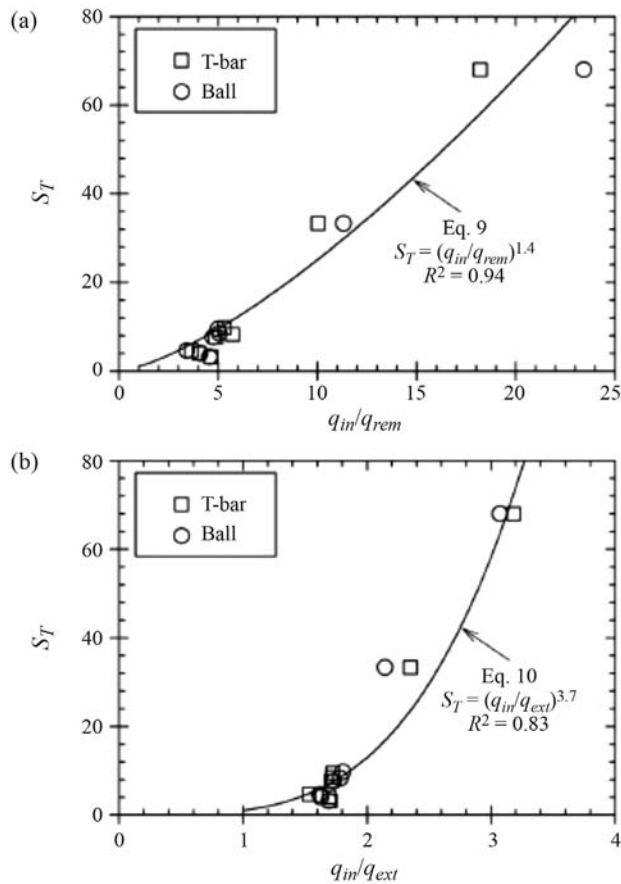 (a)
80
60
40
20
0
S_T
T-bar
Ball
Eq. 9
S_T = (q_in/q_rem)^1.4
R² = 0.94
0 5 10 15 20 25
q_in/q_rem
(b)
80
60
40
20
0
S_T
T-bar
Ball
Eq. 10
S_T = (q_in/q_ext)^3.7
R² = 0.83
0 1 2 3 4
q_in/q_ext